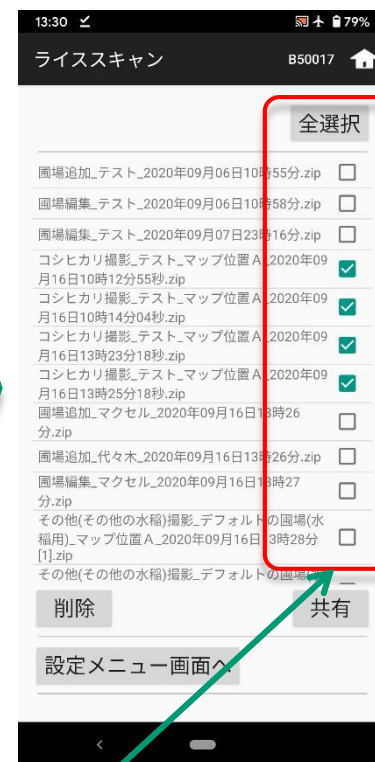 13:30
79%
ライススキャン
B50017
全選択
圃場追加_テスト_2020年09月06日10時55分.zip
圃場編集_テスト_2020年09月06日10時58分.zip
圃場編集_テスト_2020年09月07日23時16分.zip
コシヒカリ撮影_テスト_マップ位置A_2020年09
月16日10時12分55秒.zip
コシヒカリ撮影_テスト_マップ位置A_2020年09
月16日10時14分04秒.zip
コシヒカリ撮影_テスト_マップ位置A_2020年09
月16日13時23分18秒.zip
コシヒカリ撮影_テスト_マップ位置A_2020年09
月16日13時25分18秒.zip
圃場追加_マクセル_2020年09月16日13時26
分.zip
圃場追加_代々木_2020年09月16日13時26分.zip
圃場編集_マクセル_2020年09月16日13時27
分.zip
その他(その他の水稲)撮影_デフォルトの圃場(水
稲用)_マップ位置A_2020年09月16日13時28分
[1].zip
その他(その他の水稲)撮影_デフォルトの圃場
削除
共有
設定メニュー画面へ